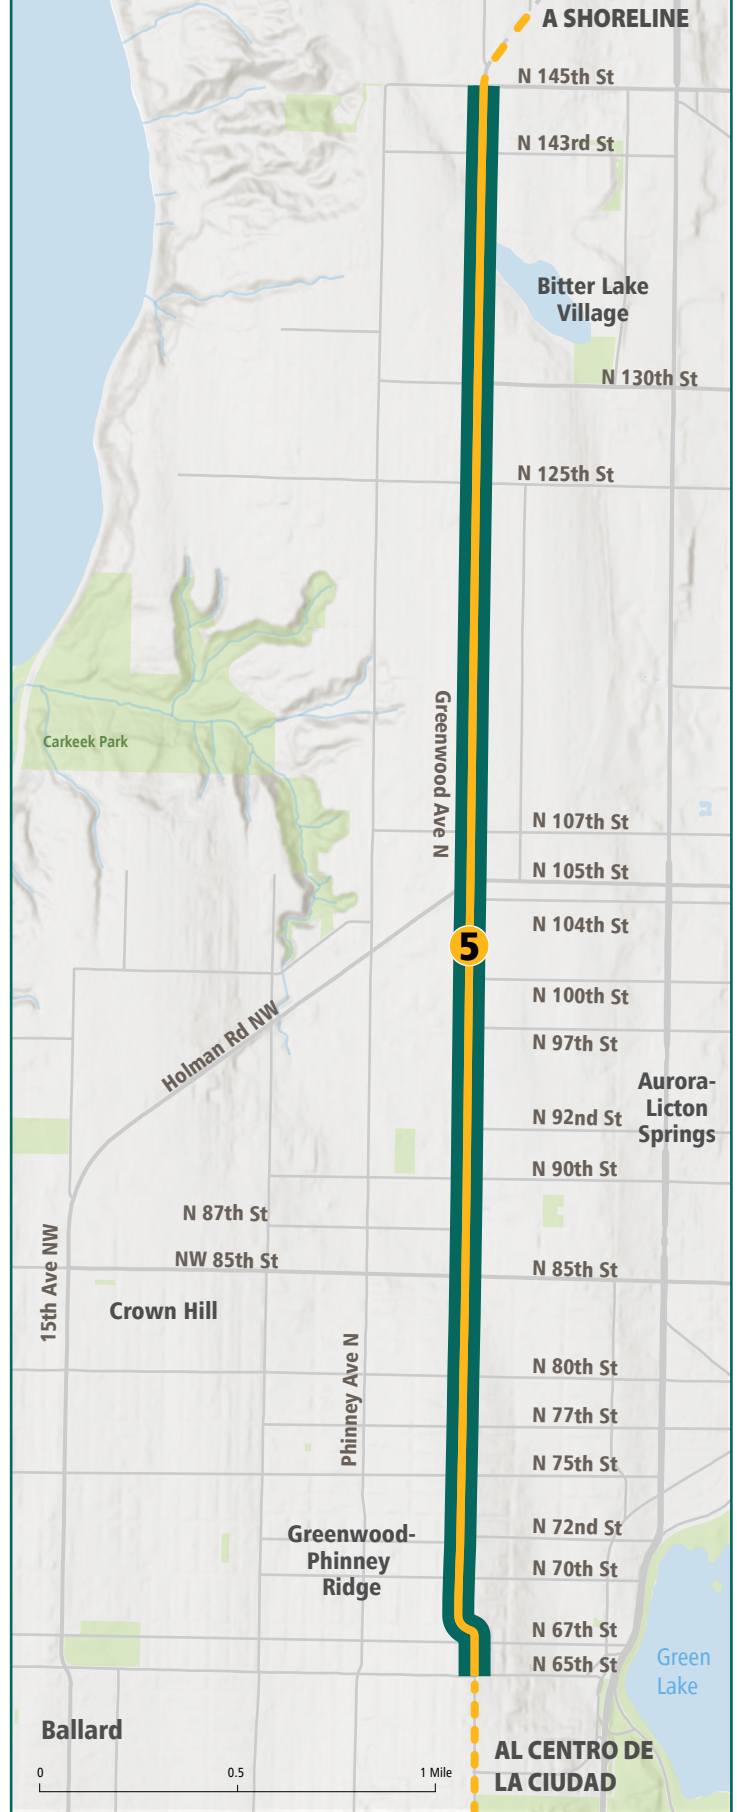 A SHORELINE
N 145th St
N 143rd St
Bitter Lake
Village
N 130th St
N 125th St
Greenwood Ave N
Carkeek Park
N 107th St
N 105th St
N 104th St
5
N 100th St
Holman Rd NW
N 97th St
Aurora-
Licton
Springs
N 92nd St
N 90th St
N 87th St
NW 85th St
N 85th St
15th Ave NW
Crown Hill
Phinney Ave N
N 80th St
N 77th St
N 75th St
N 72nd St
Greenwood-
Phinney
Ridge
N 70th St
N 67th St
N 65th St
Green
Lake
Ballard
AL CENTRO DE
LA CIUDAD
0 0.5 1 Mile